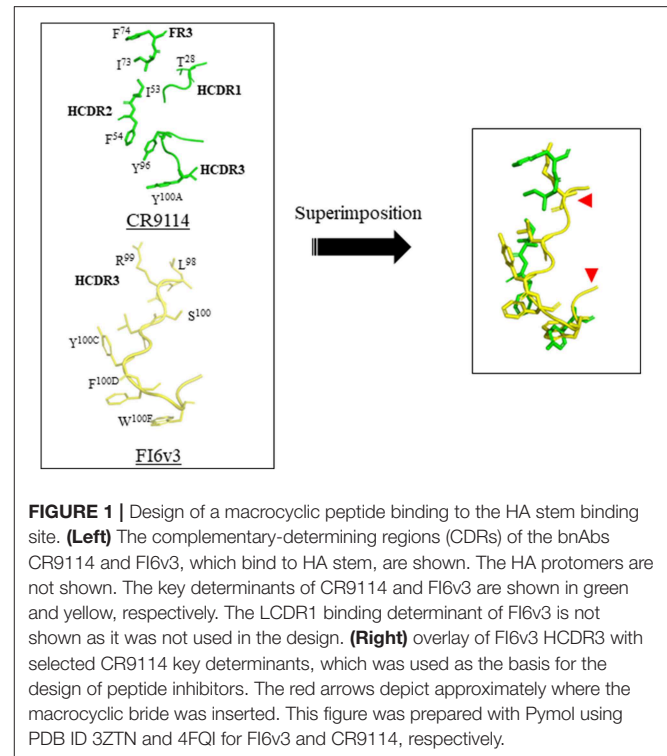 F74
FR3
I73
T28
I53
HCDR1
HCDR2
F54
HCDR3
Y96
Y100A
CR9114
R99
L98
HCDR3
S100
Y100C
F100D
W100E
FI6v3
Superimposition
FIGURE 1 | Design of a macrocyclic peptide binding to the HA stem binding
site. (Left) The complementary-determining regions (CDRs) of the bnAbs
CR9114 and FI6v3, which bind to HA stem, are shown. The HA protomers are
not shown. The key determinants of CR9114 and FI6v3 are shown in green
and yellow, respectively. The LCDR1 binding determinant of FI6v3 is not
shown as it was not used in the design. (Right) overlay of FI6v3 HCDR3 with
selected CR9114 key determinants, which was used as the basis for the
design of peptide inhibitors. The red arrows depict approximately where the
macrocyclic bride was inserted. This figure was prepared with Pymol using
PDB ID 3ZTN and 4FQI for FI6v3 and CR9114, respectively.